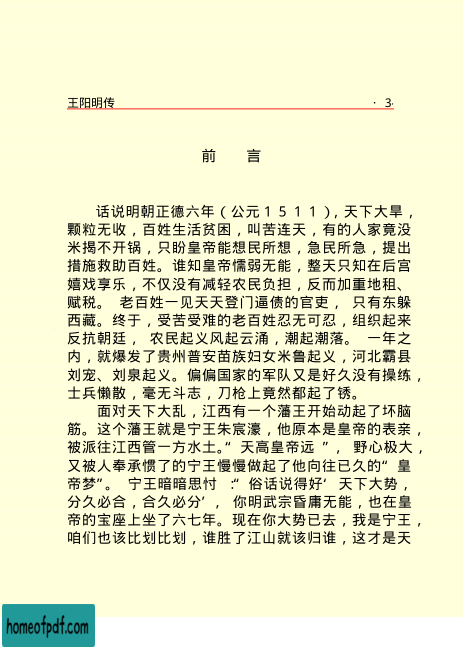 王阳明传 · 3·
前 言
话说明朝正德六年(公元1511),天下大旱,
颗粒无收,百姓生活贫困,叫苦连天,有的人家竟没
米揭不开锅,只盼皇帝能想民所想,急民所急,提出
措施救助百姓。谁知皇帝懦弱无能,整天只知在后宫
嬉戏享乐,不仅没有减轻农民负担,反而加重地租、
赋税。 老百姓一见天天登门逼债的官吏, 只有东躲
西藏。终于,受苦受难的老百姓忍无可忍,组织起来
反抗朝廷, 农民起义风起云涌,潮起潮落。 一年之
内,就爆发了贵州普安苗族妇女米鲁起义,河北霸县
刘宠、刘泉起义。偏偏国家的军队又是好久没有操练,
士兵懒散,毫无斗志,刀枪上竟然都起了锈。
面对天下大乱,江西有一个藩王开始动起了坏脑
筋。这个藩王就是宁王朱宸濠,他原本是皇帝的表亲,
被派往江西管一方水土。“ 天高皇帝远 ”, 野心极大,
又被人奉承惯了的宁王慢慢做起了他向往已久的“ 皇
帝梦”。 宁王暗暗思忖 :“ 俗话说得好‘ 天下大势,
分久必合,合久必分’, 你明武宗昏庸无能,也在皇
帝的宝座上坐了六七年。现在你大势已去,我是宁王,
咱们也该比划比划,谁胜了江山就该归谁,这才是天
homeofpdf.com